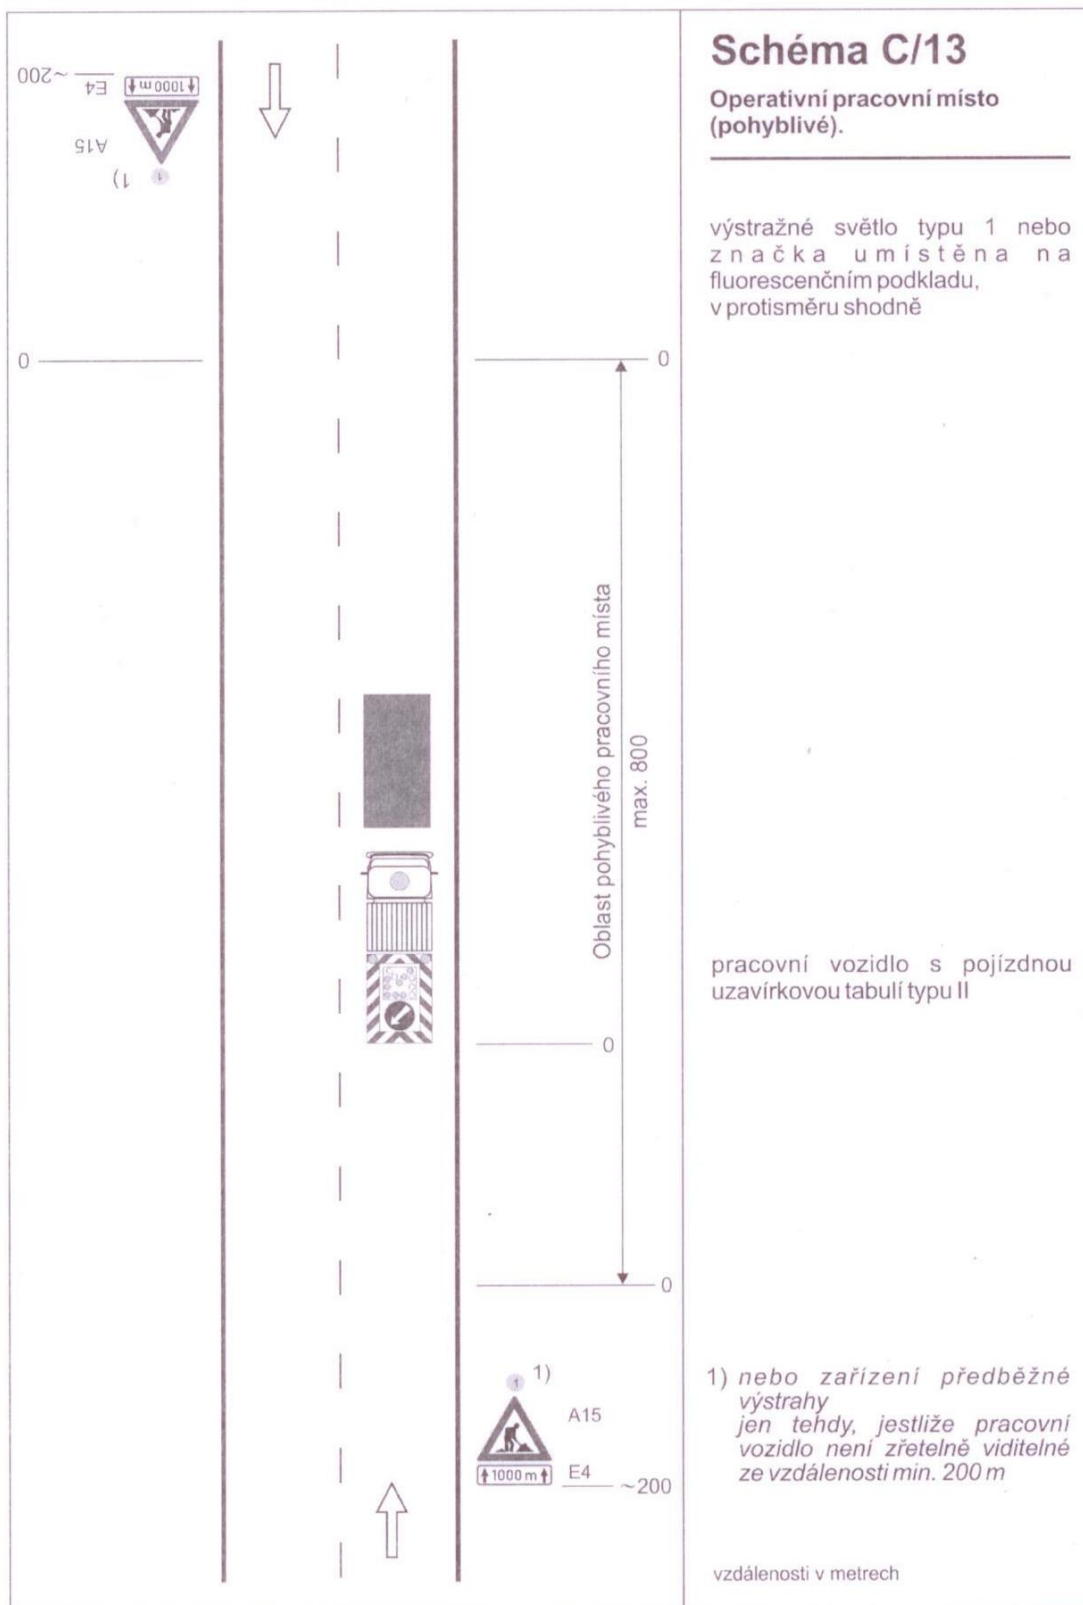 Schéma C/13
Operativní pracovní místo
(pohyblivé).
výstražné světlo typu 1 nebo
značka umístěna na
fluorescenčním podkladu,
v protisměru shodně
~200
E4
1000 m
A15
1)
1
0
0
Oblast pohyblivého pracovního místa
max. 800
pracovní vozidlo s pojízdnou
uzavírkovou tabulí typu II
0
0
1
1)
A15
1000 m
E4
~200
1) nebo zařízení předběžné
výstrahy
jen tehdy, jestliže pracovní
vozidlo není zřetelně viditelné
ze vzdálenosti min. 200 m
vzdálenosti v metrech